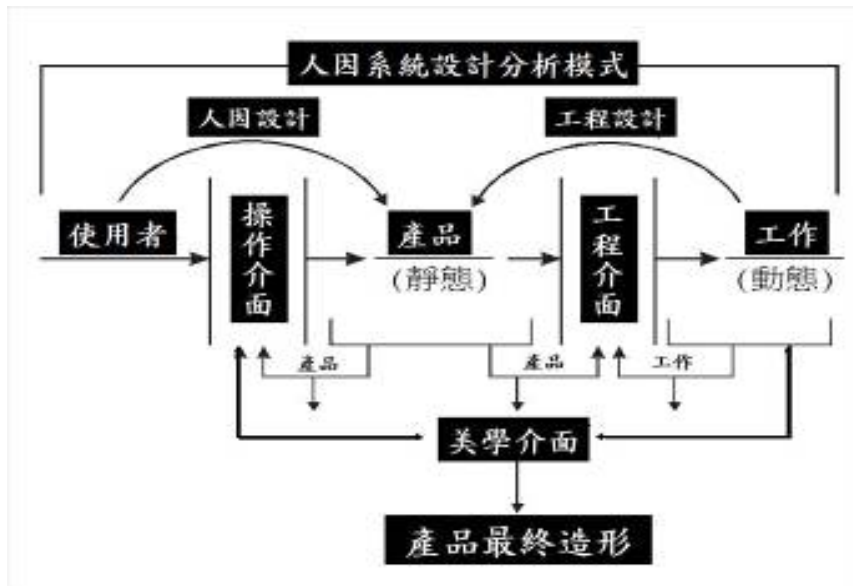 人因系統設計分析模式
人因設計
工程設計
使用者
操作介面
產品
(靜態)
工程介面
工作
(動態)
產品
產品
工作
美學介面
產品最終造形